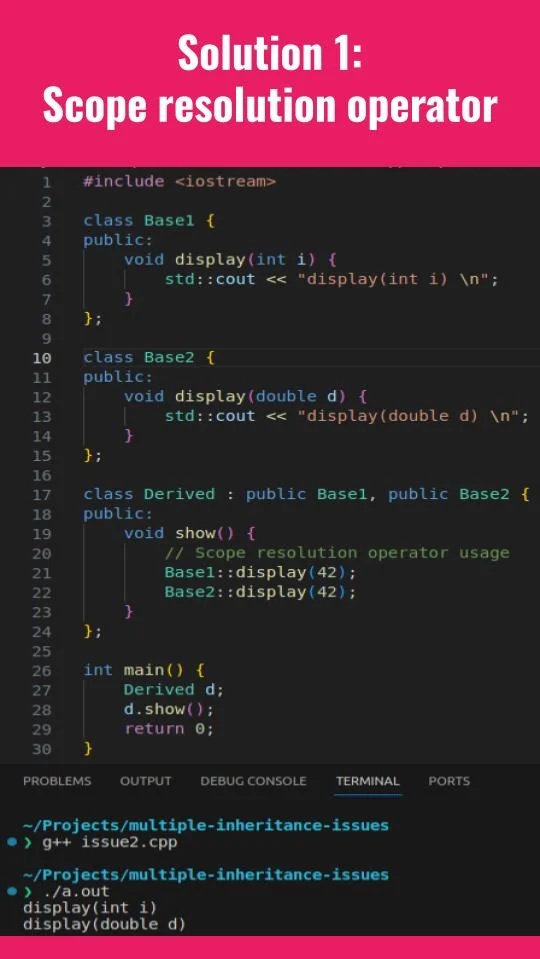 Solution 1:
Scope resolution operator
1 #include <iostream>
2
3 class Base1 {
4 public:
5     void display(int i) {
6         std::cout << "display(int i) \n";
7     }
8 };
9
10 class Base2 {
11 public:
12     void display(double d) {
13         std::cout << "display(double d) \n";
14     }
15 };
16
17 class Derived : public Base1, public Base2 {
18 public:
19     void show() {
20         // Scope resolution operator usage
21         Base1::display(42);
22         Base2::display(42);
23     }
24 };
25
26 int main() {
27     Derived d;
28     d.show();
29     return 0;
30 }
PROBLEMS OUTPUT DEBUG CONSOLE TERMINAL PORTS
~/Projects/multiple-inheritance-issues
❯ g++ issue2.cpp
~/Projects/multiple-inheritance-issues
❯ ./a.out
display(int i)
display(double d)